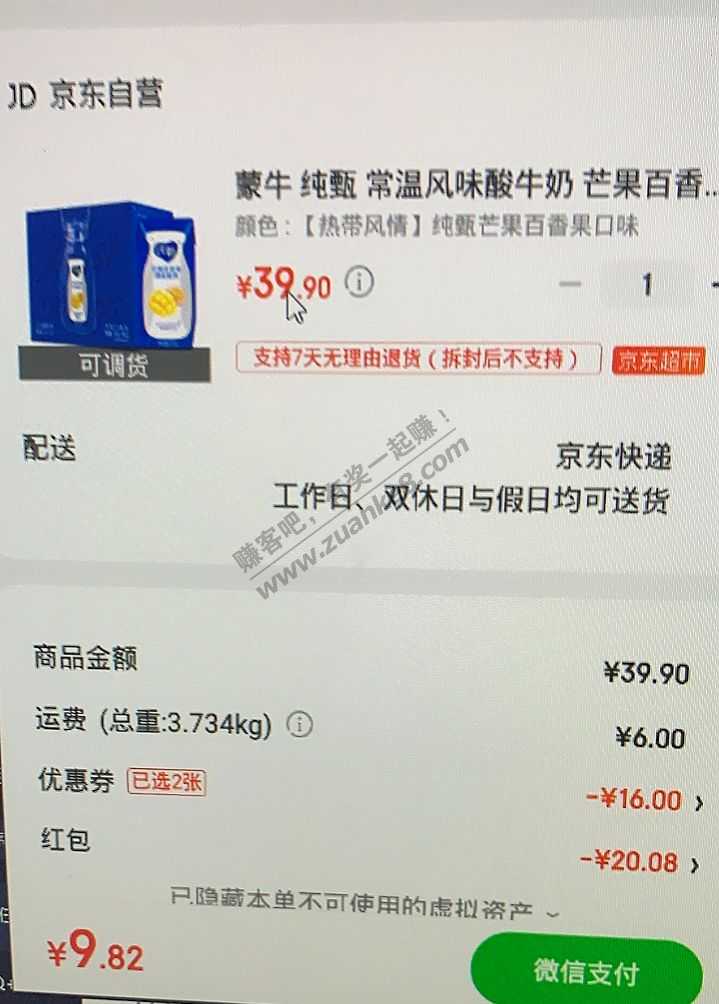 JD 京东自营
蒙牛 纯甄 常温风味酸牛奶 芒果百香...
颜色:【热带风情】纯甄芒果百香果口味
¥39.90
1
可调货
支持7天无理由退货(拆封后不支持)
京东超市
配送
京东快递
工作日、双休日与假日均可送货
赚客吧,有奖一起赚!
www.zuanke8.com
商品金额
¥39.90
运费 (总重:3.734kg)
¥6.00
优惠券 已选2张
-¥16.00 >
红包
-¥20.08 >
已隐藏本单不可使用的虚拟资产
¥9.82
微信支付